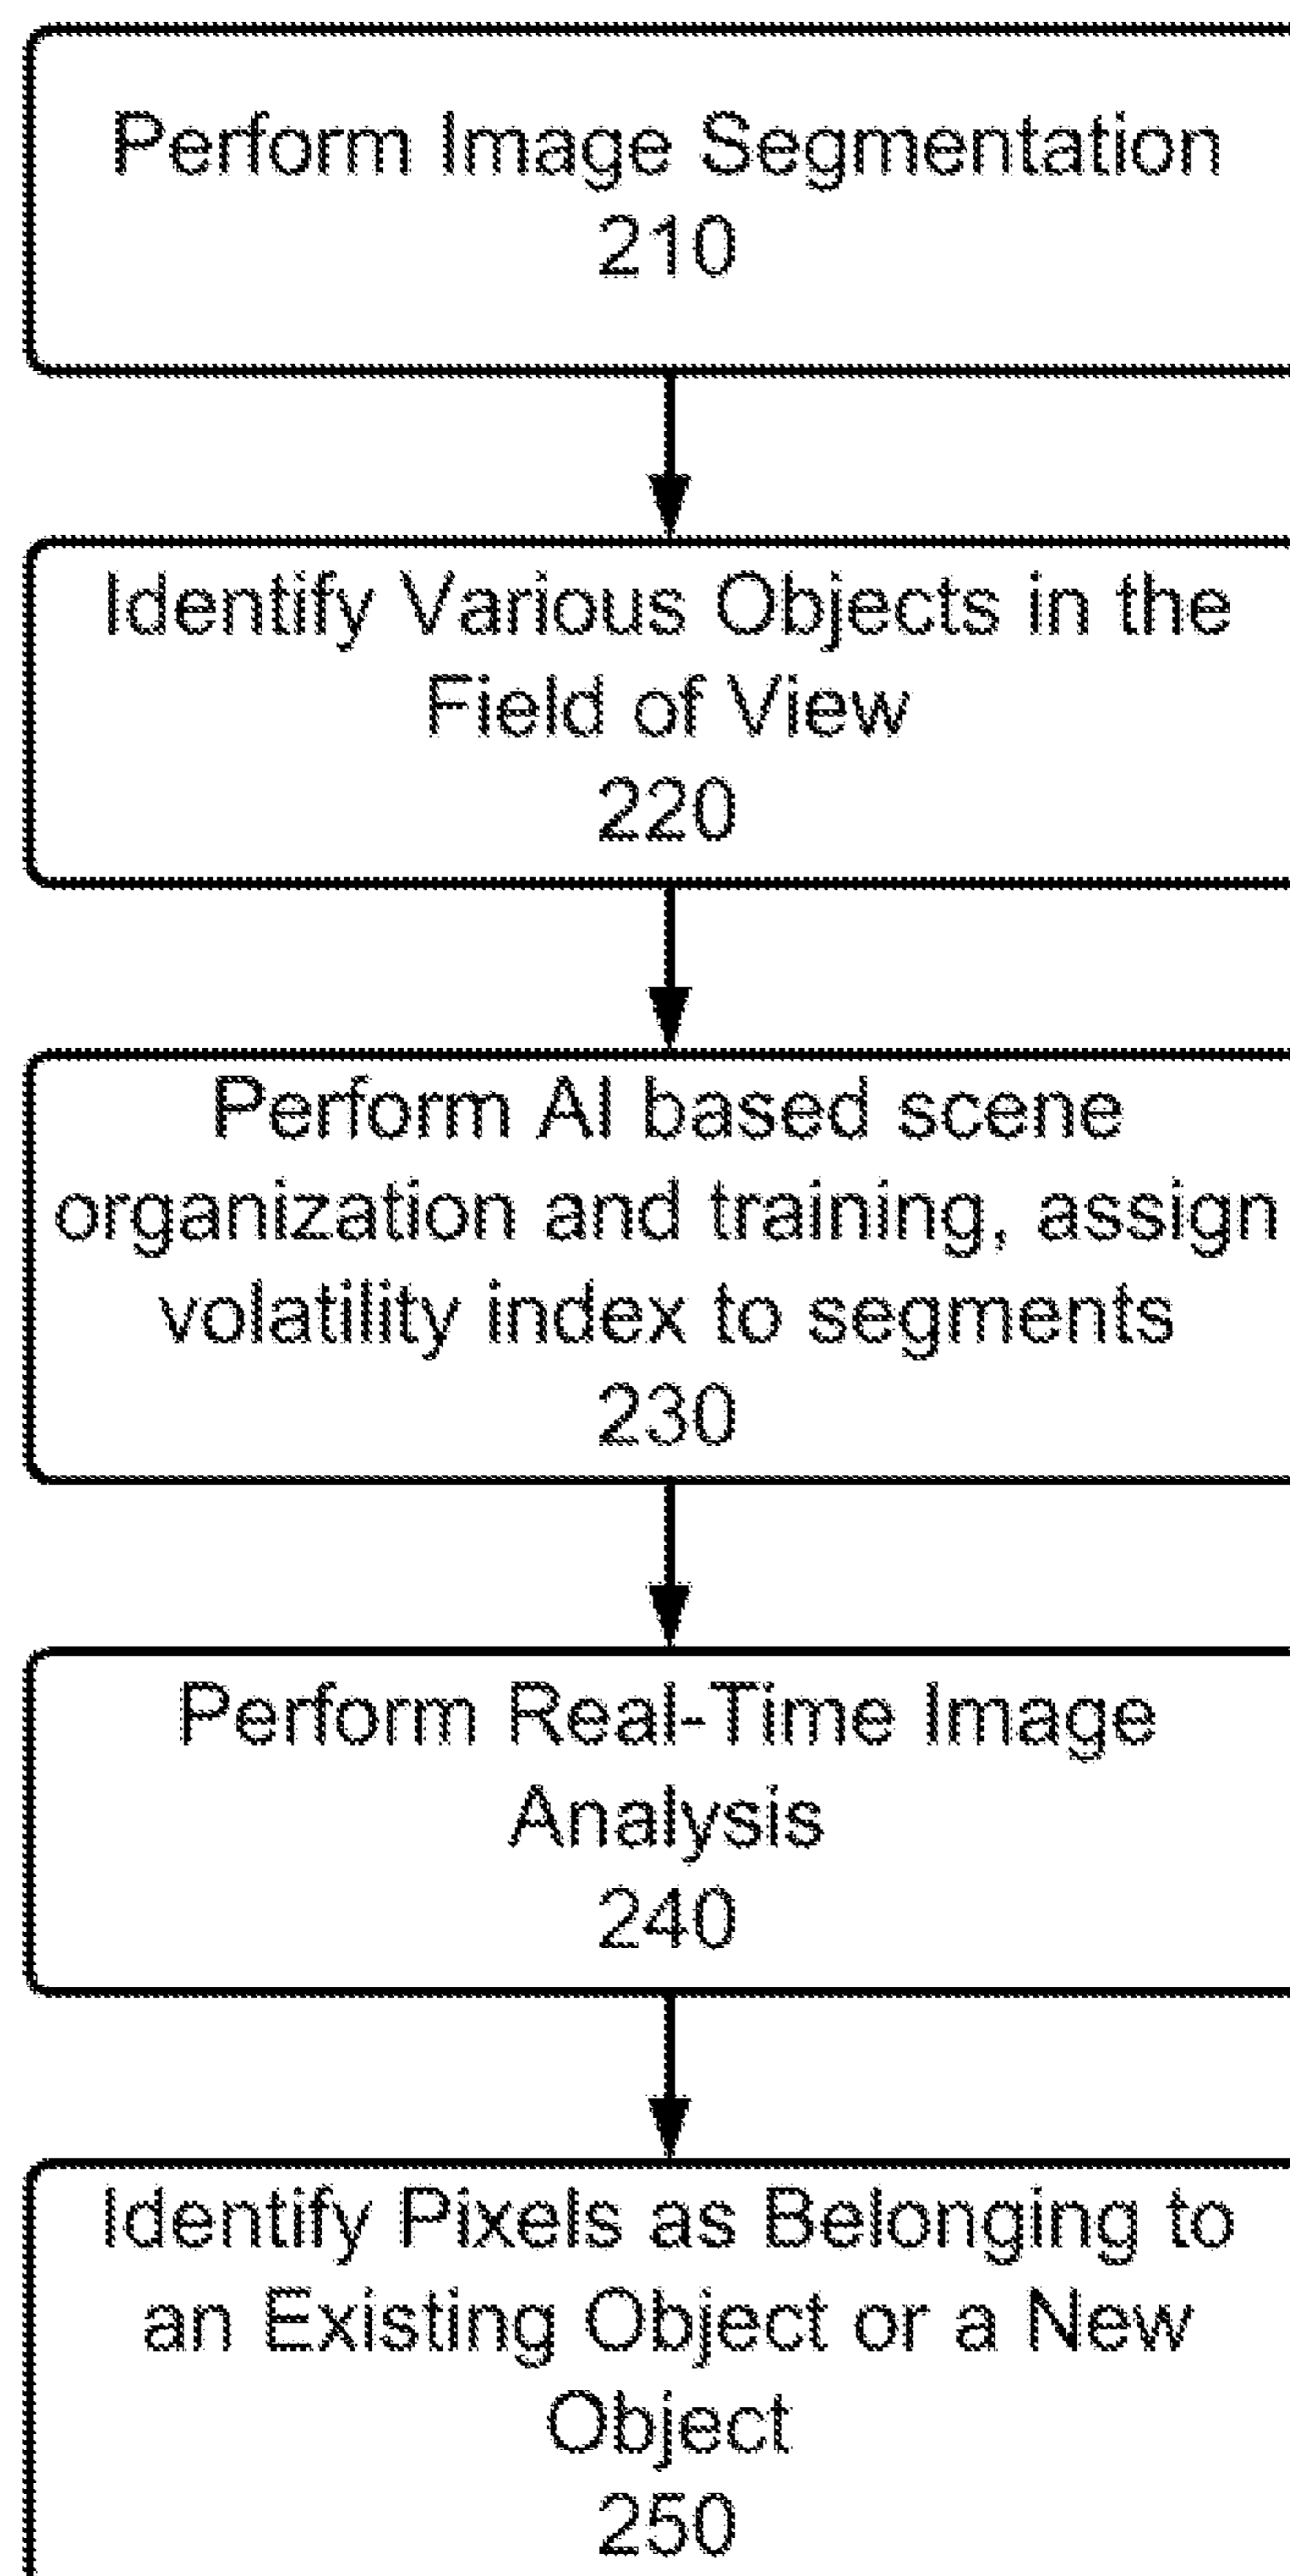 Perform Image Segmentation
210
Identify Various Objects in the
Field of View
220
Perform AI based scene
organization and training, assign
volatility index to segments
230
Perform Real-Time Image
Analysis
240
Identify Pixels as Belonging to
an Existing Object or a New
Object
250